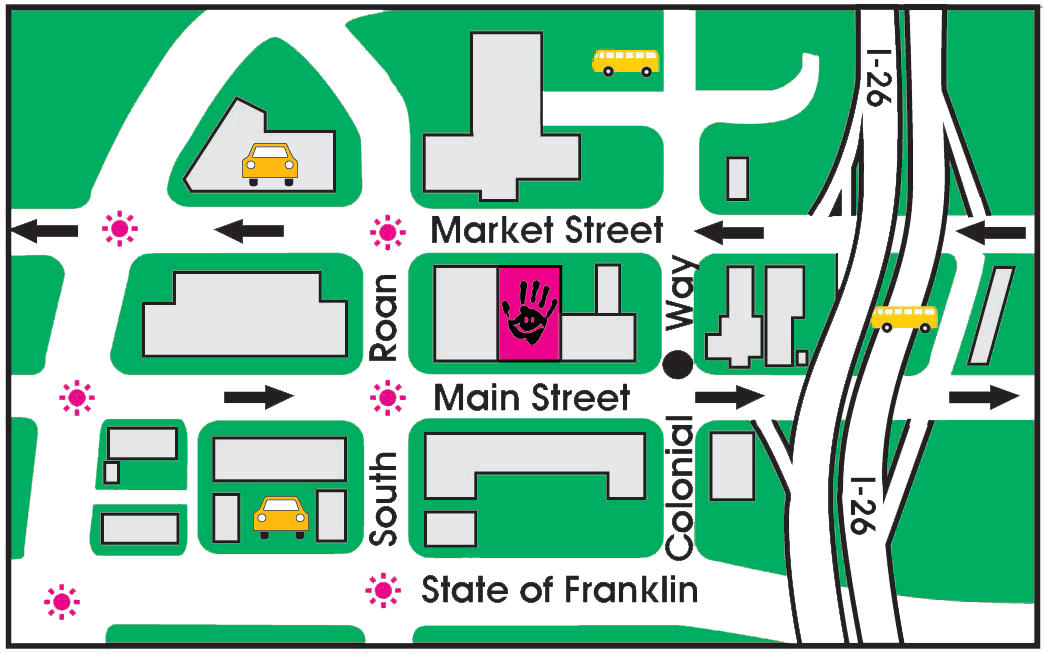 I-26
Market Street
Roan
Way
Main Street
South
Colonial
I-26
State of Franklin